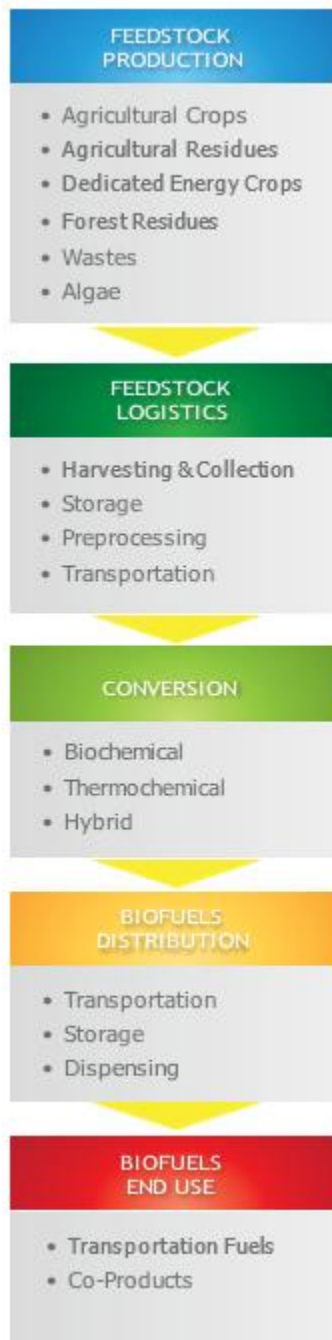 FEEDSTOCK
PRODUCTION
• Agricultural Crops
• Agricultural Residues
• Dedicated Energy Crops
• Forest Residues
• Wastes
• Algae
FEEDSTOCK
LOGISTICS
• Harvesting & Collection
• Storage
• Preprocessing
• Transportation
CONVERSION
• Biochemical
• Thermochemical
• Hybrid
BIOFUELS
DISTRIBUTION
• Transportation
• Storage
• Dispensing
BIOFUELS
END USE
• Transportation Fuels
• Co-Products